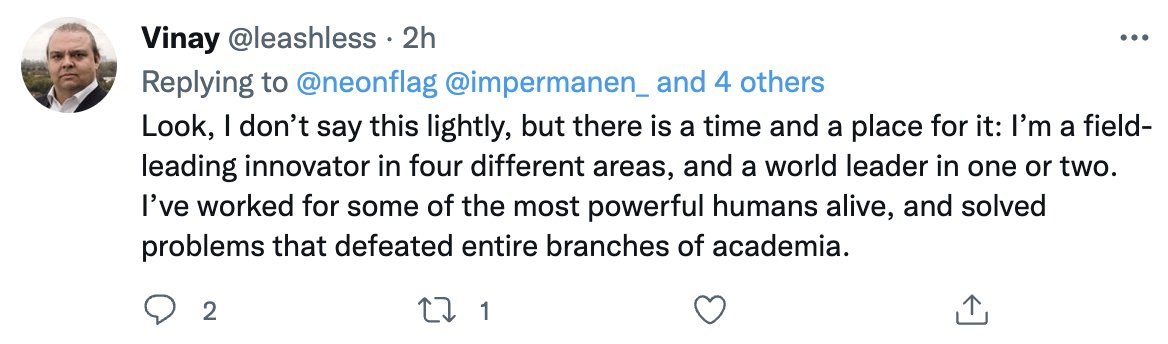 Vinay @leashless · 2h
Replying to @neonflag @impermanen_ and 4 others
Look, I don’t say this lightly, but there is a time and a place for it: I’m a field-
leading innovator in four different areas, and a world leader in one or two.
I’ve worked for some of the most powerful humans alive, and solved
problems that defeated entire branches of academia.
2 1